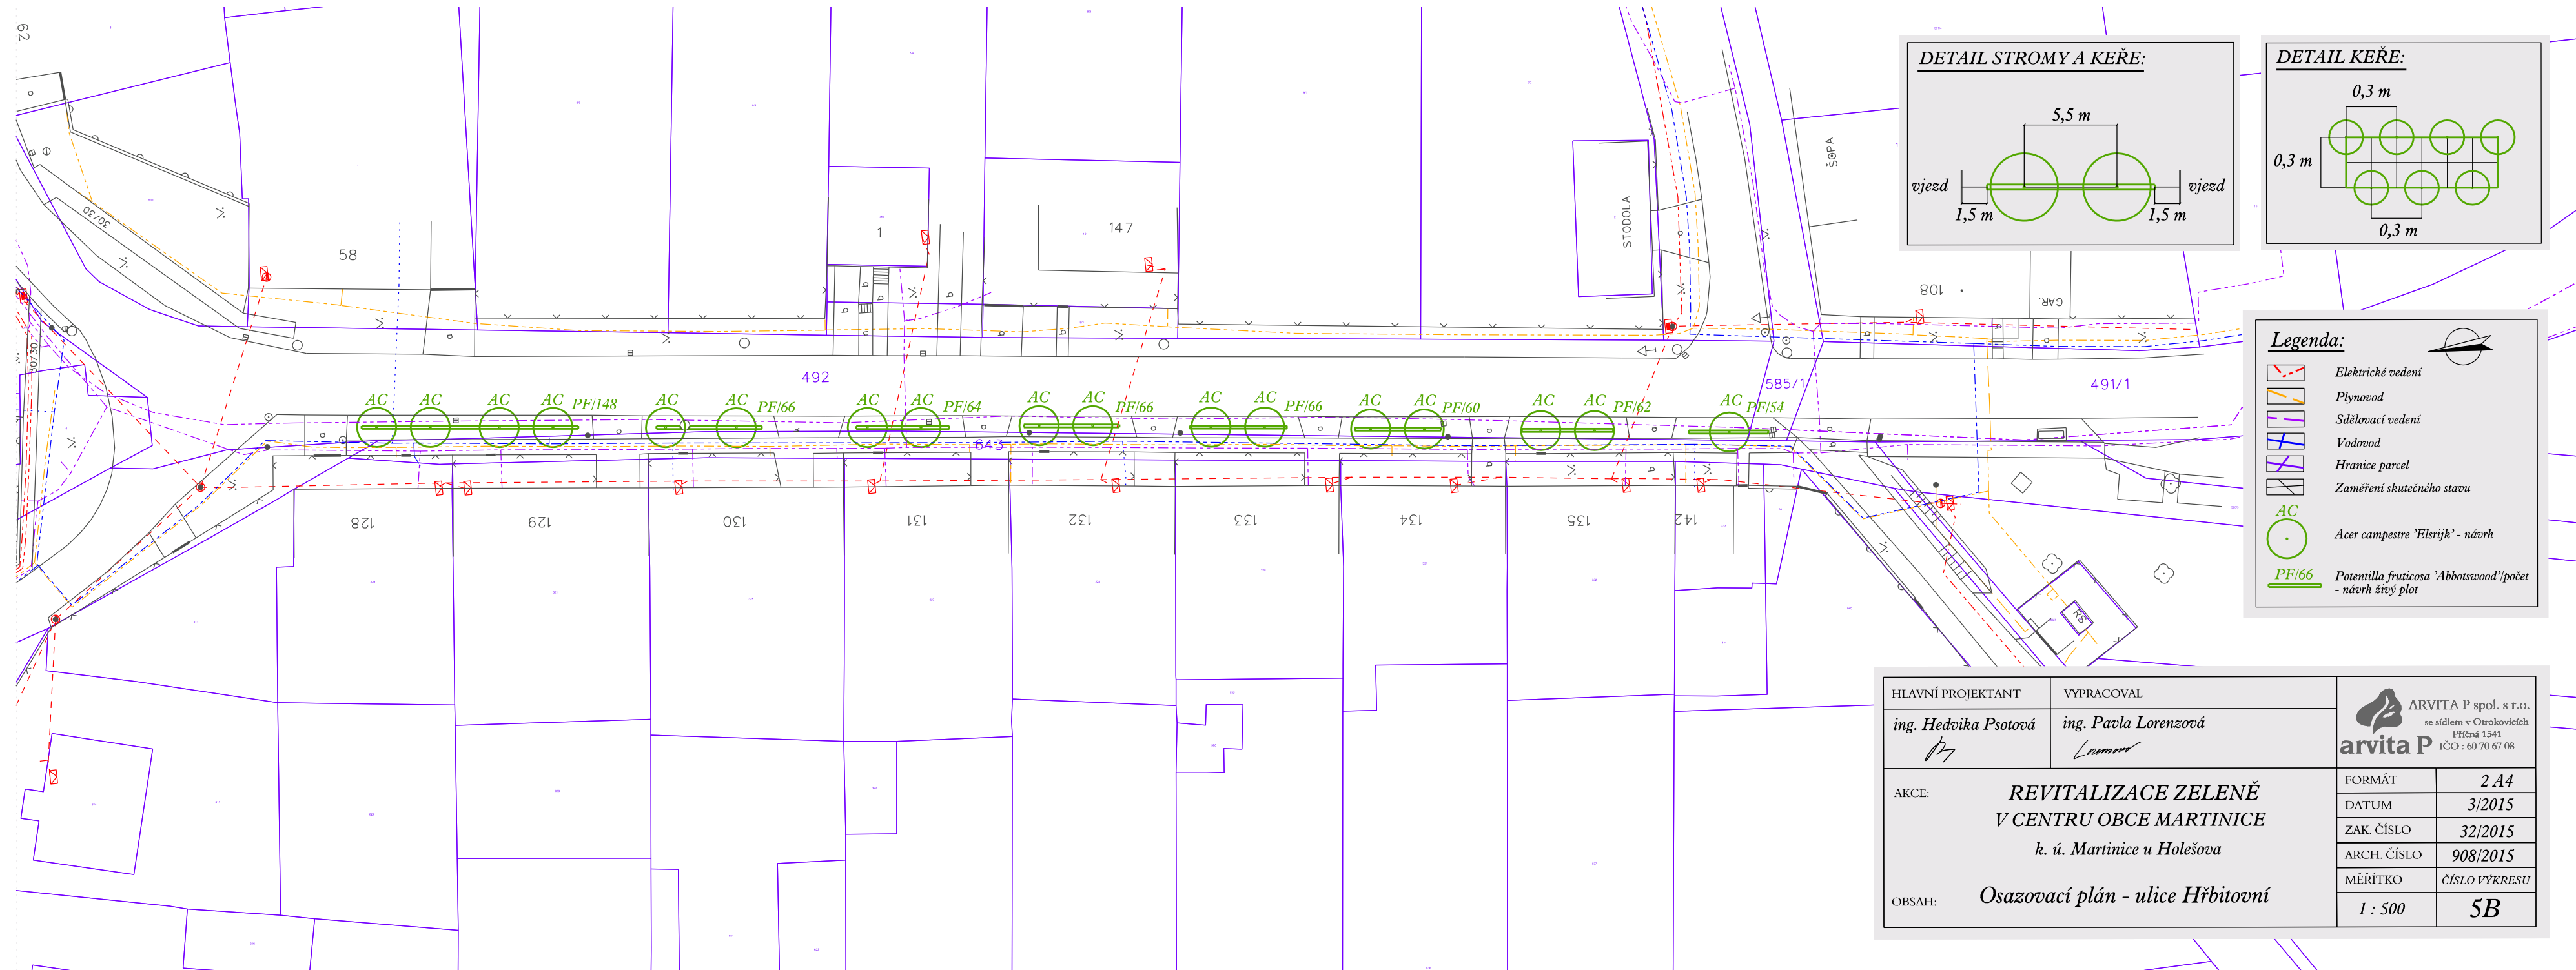 62
30/30
58
1
147
STODOLA
ŠOPA
108
GAR.
492
585/1
491/1
643
30/30
AC
AC
AC
AC
PF/148
AC
AC
PF/66
AC
AC
PF/64
AC
AC
PF/66
AC
AC
PF/66
AC
AC
PF/60
AC
AC
PF/62
AC
PF/54
128
129
130
131
132
133
134
135
142
RŠ
DETAIL STROMY A KEŘE:
5,5 m
vjezd
vjezd
1,5 m
1,5 m
DETAIL KEŘE:
0,3 m
0,3 m
0,3 m
Legenda:
Elektrické vedení
Plynovod
Sdělovací vedení
Vodovod
Hranice parcel
Zaměření skutečného stavu
AC
Acer campestre 'Elsrijk' - návrh
PF/66
Potentilla fruticosa 'Abbotswood'/počet
- návrh živý plot
HLAVNÍ PROJEKTANT
VYPRACOVAL
ing. Hedvika Psotová
ing. Pavla Lorenzová
arvita P
ARVITA P spol. s r.o.
se sídlem v Otrokovicích
Příčná 1541
IČO : 60 70 67 08
AKCE:
REVITALIZACE ZELENĚ
V CENTRU OBCE MARTINICE
k. ú. Martinice u Holešova
OBSAH:
Osazovací plán - ulice Hřbitovní
FORMÁT
2 A4
DATUM
3/2015
ZAK. ČÍSLO
32/2015
ARCH. ČÍSLO
908/2015
MĚŘÍTKO
ČÍSLO VÝKRESU
1 : 500
5B